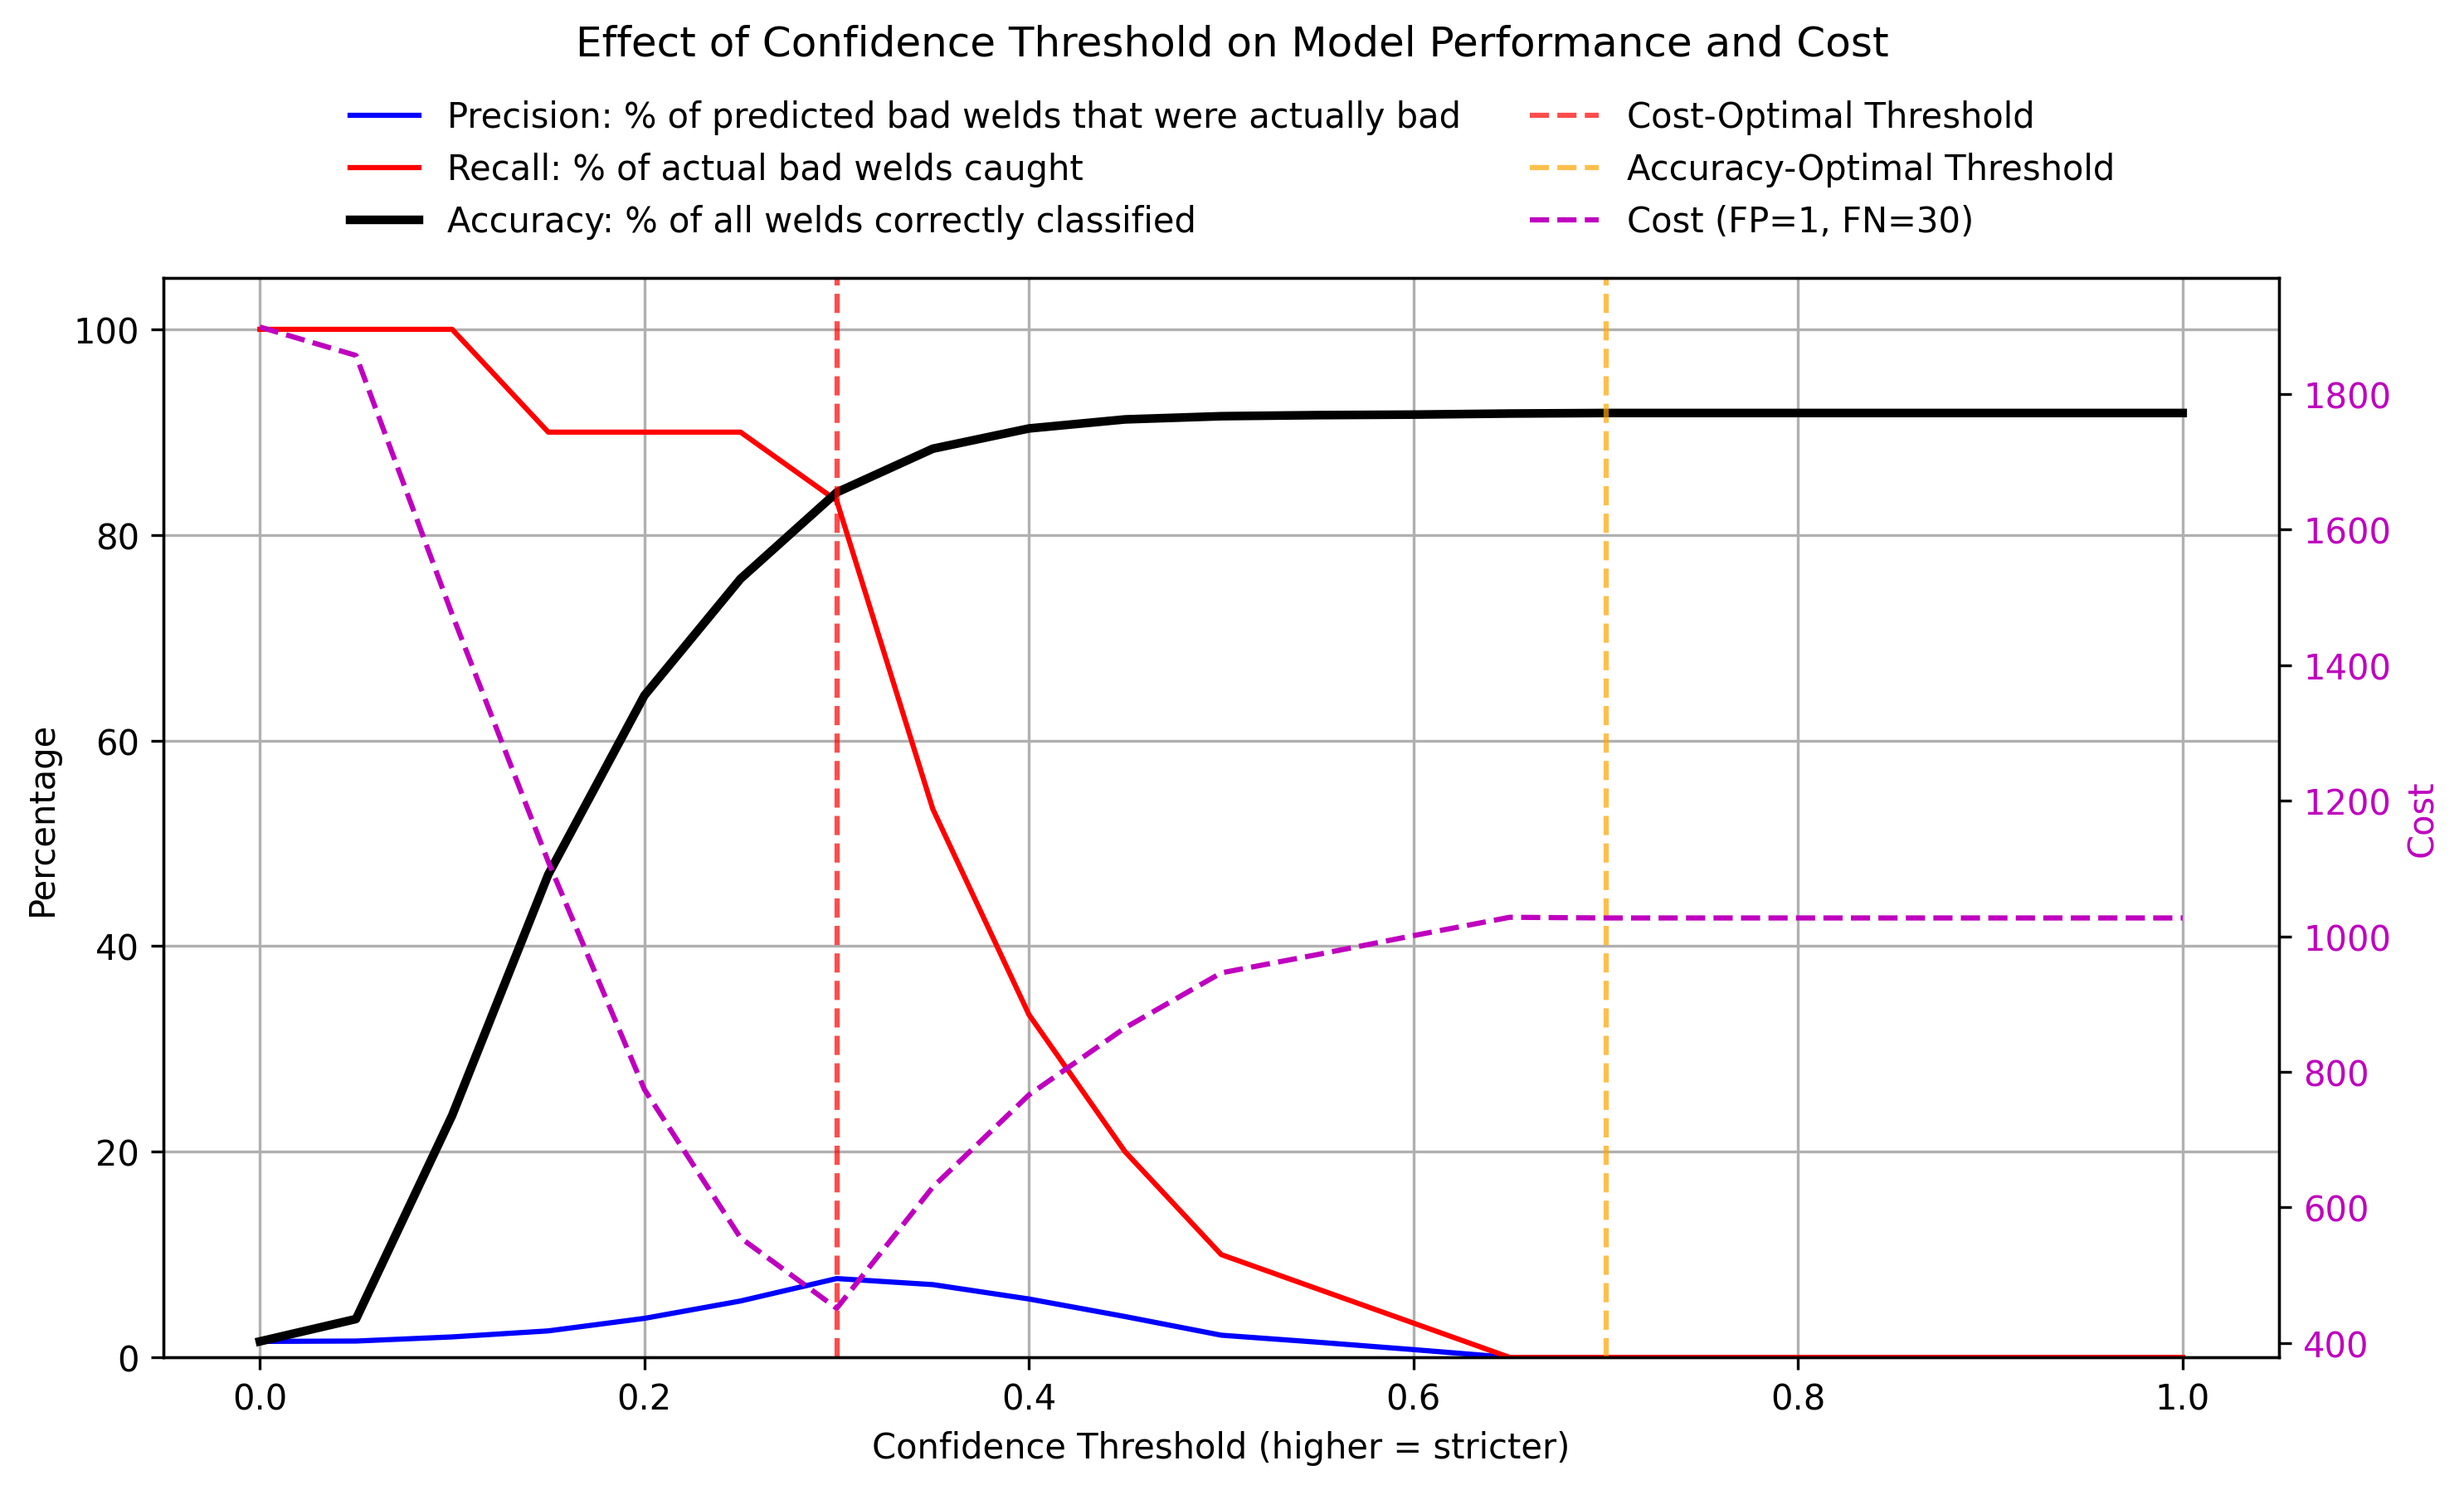 Effect of Confidence Threshold on Model Performance and Cost
Precision: % of predicted bad welds that were actually bad
Recall: % of actual bad welds caught
Accuracy: % of all welds correctly classified
Cost-Optimal Threshold
Accuracy-Optimal Threshold
Cost (FP=1, FN=30)
Percentage
100
80
60
40
20
0
0.0
0.2
0.4
0.6
0.8
1.0
Confidence Threshold (higher = stricter)
1800
1600
1400
1200
1000
800
600
400
Cost